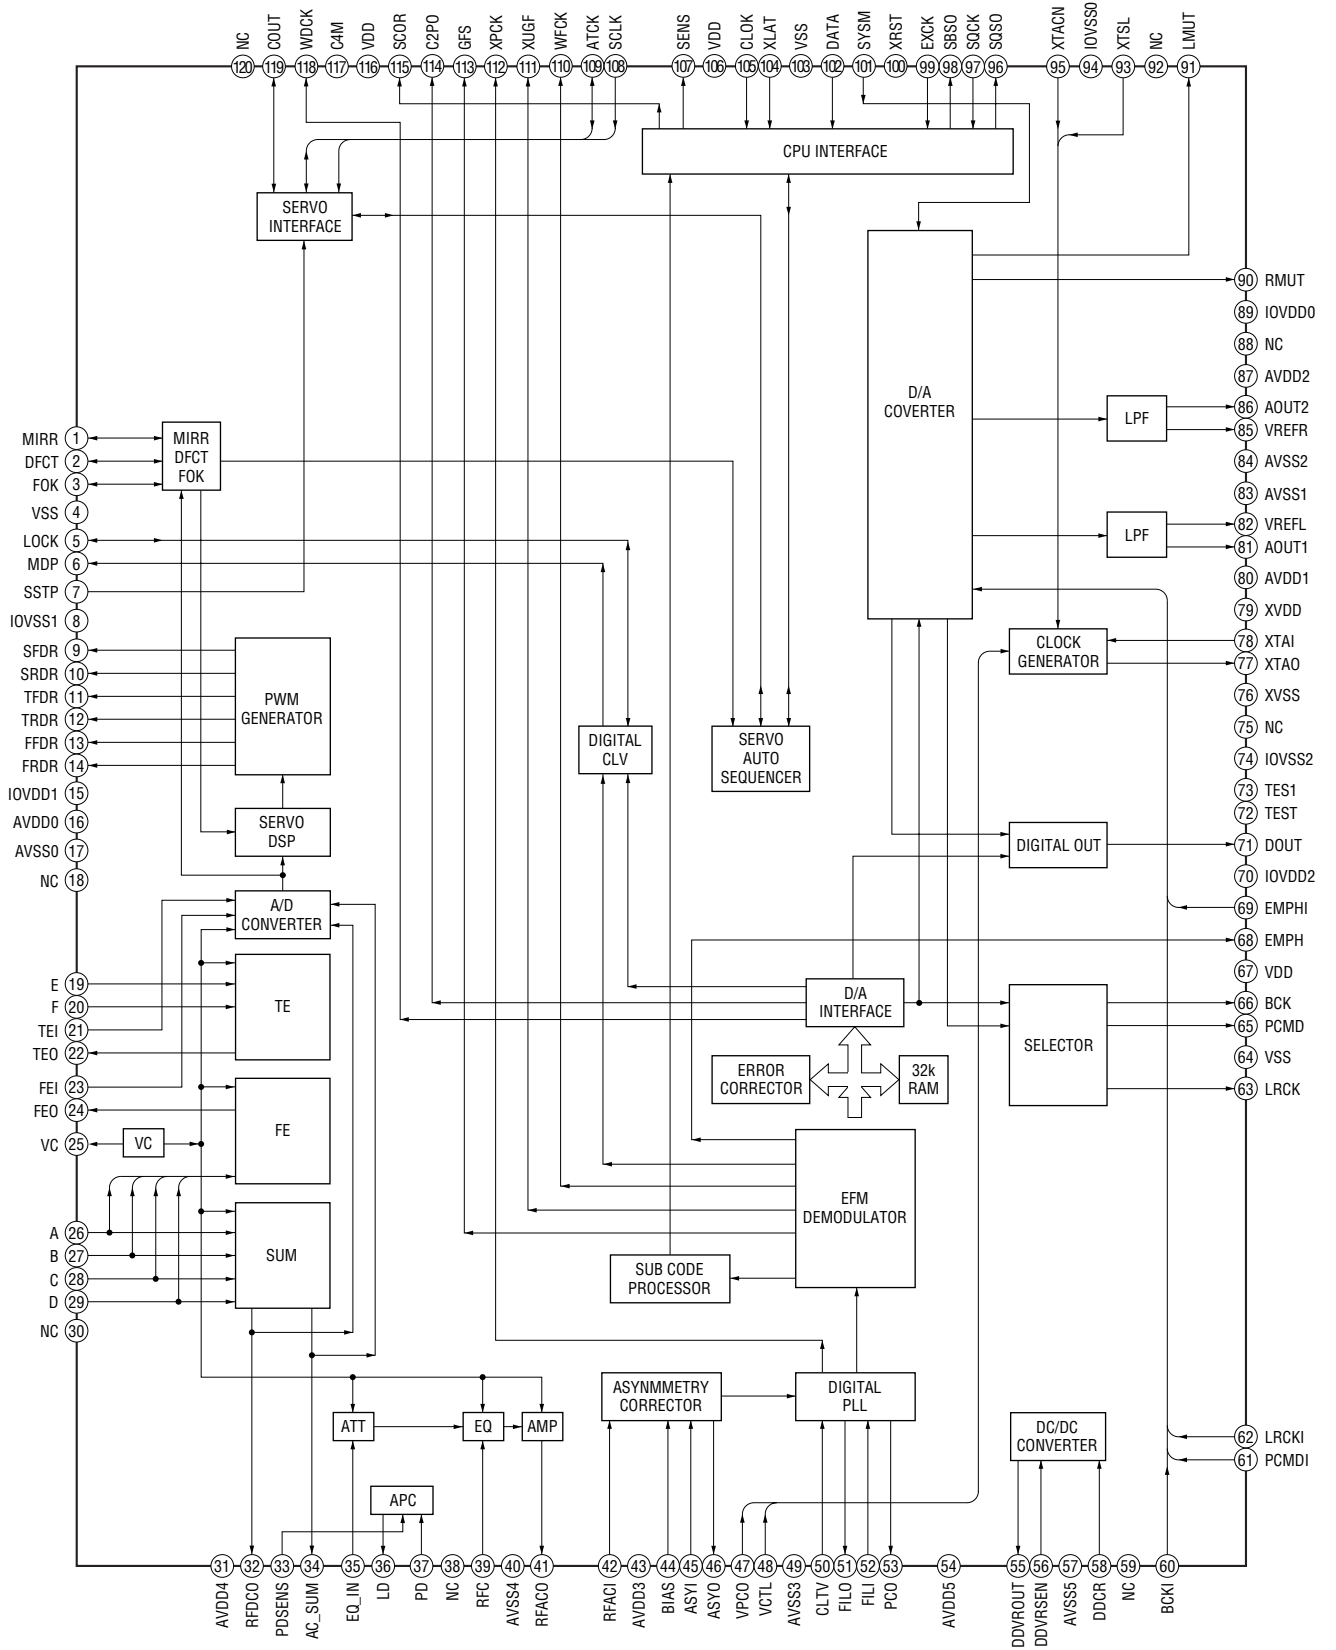 NC
COUT
WDCK
C4M
VDD
SCOR
C2PO
GFS
XPCK
XUGF
WFCK
ATCK
SCLK
SENS
VDD
CLOK
XLAT
VSS
DATA
SYSM
XRST
EXCK
SBSO
SQCK
SQSO
XTACN
IOVSS0
XTSL
NC
LMUT
120
119
118
117
116
115
114
113
112
111
110
109
108
107
106
105
104
103
102
101
100
99
98
97
96
95
94
93
92
91
CPU INTERFACE
SERVO
INTERFACE
D/A
COVERTER
LPF
LPF
MIRR
DFCT
FOK
PWM
GENERATOR
DIGITAL
CLV
SERVO
AUTO
SEQUENCER
CLOCK
GENERATOR
SERVO
DSP
DIGITAL OUT
A/D
CONVERTER
TE
D/A
INTERFACE
SELECTOR
ERROR
CORRECTOR
32k
RAM
FE
VC
EFM
DEMODULATOR
SUM
SUB CODE
PROCESSOR
ASYNMMETRY
CORRECTOR
DIGITAL
PLL
ATT
EQ
AMP
DC/DC
CONVERTER
APC
MIRR 1
DFCT 2
FOK 3
VSS 4
LOCK 5
MDP 6
SSTP 7
IOVSS1 8
SFDR 9
SRDR 10
TFDR 11
TRDR 12
FFDR 13
FRDR 14
IOVDD1 15
AVDD0 16
AVSS0 17
NC 18
E 19
F 20
TEI 21
TEO 22
FEI 23
FEO 24
VC 25
A 26
B 27
C 28
D 29
NC 30
90 RMUT
89 IOVDD0
88 NC
87 AVDD2
86 AOUT2
85 VREFR
84 AVSS2
83 AVSS1
82 VREFL
81 AOUT1
80 AVDD1
79 XVDD
78 XTAI
77 XTAO
76 XVSS
75 NC
74 IOVSS2
73 TES1
72 TEST
71 DOUT
70 IOVDD2
69 EMPHI
68 EMPH
67 VDD
66 BCK
65 PCMD
64 VSS
63 LRCK
62 LRCKI
61 PCMDI
31
32
33
34
35
36
37
38
39
40
41
42
43
44
45
46
47
48
49
50
51
52
53
54
55
56
57
58
59
60
AVDD4
RFDCO
PDSENS
AC_SUM
EQ_IN
LD
PD
NC
RFC
AVSS4
RFACO
RFACI
AVDD3
BIAS
ASYI
ASYO
VPCO
VCTL
AVSS3
CLTV
FILO
FILI
PCO
AVDD5
DDVROUT
DDVRSEN
AVSS5
DDCR
NC
BCKI